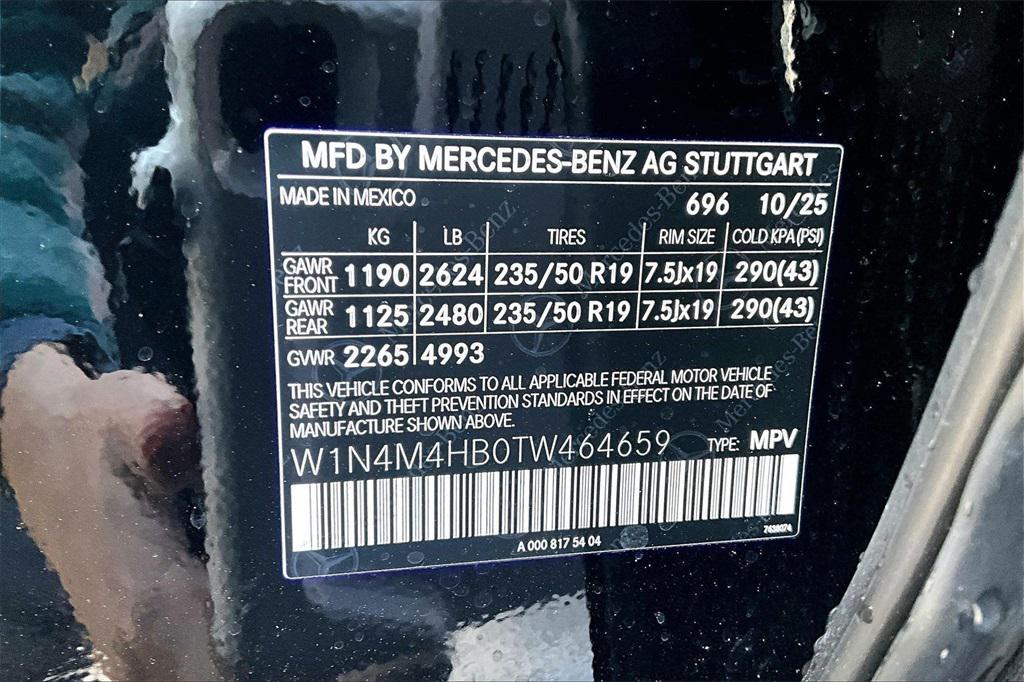 MFD BY MERCEDES-BENZ AG STUTTGART
MADE IN MEXICO 696 10/25
KG LB TIRES RIM SIZE COLD KPA(PSI)
GAWR FRONT 1190 2624 235/50 R19 7.5Jx19 290(43)
GAWR REAR 1125 2480 235/50 R19 7.5Jx19 290(43)
GVWR 2265 4993
THIS VEHICLE CONFORMS TO ALL APPLICABLE FEDERAL MOTOR VEHICLE
SAFETY AND THEFT PREVENTION STANDARDS IN EFFECT ON THE DATE OF
MANUFACTURE SHOWN ABOVE.
W1N4M4HB0TW464659 TYPE: MPV
A 000 817 54 04